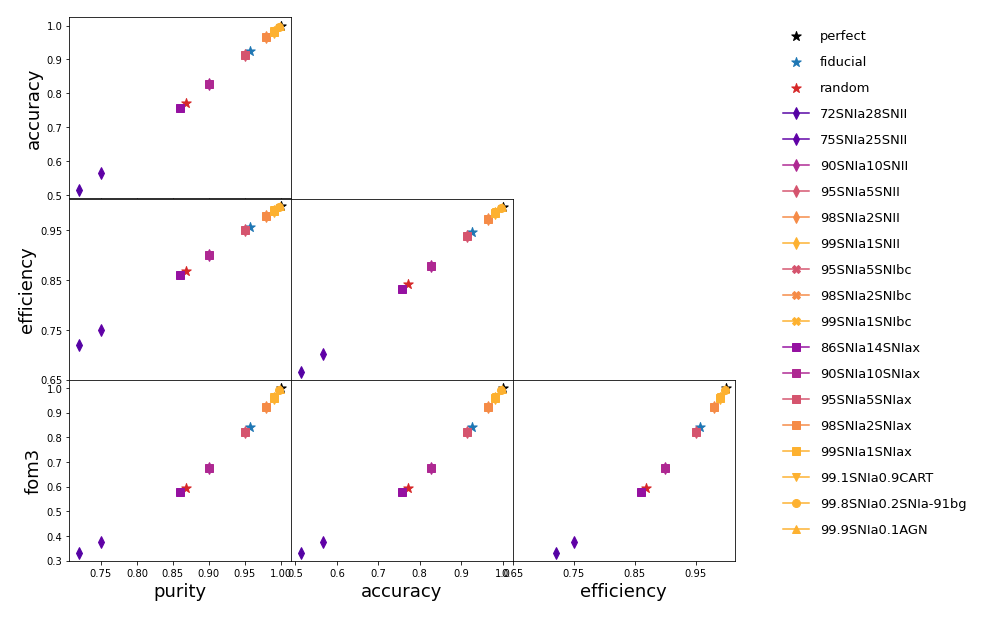 1.0
0.9
0.8
0.7
0.6
0.5
accuracy
0.95
0.85
0.75
0.65
efficiency
1.0
0.9
0.8
0.7
0.6
0.5
0.4
0.3
fom3
0.75 0.80 0.85 0.90 0.95 1.00
purity
0.5 0.6 0.7 0.8 0.9 1.0
accuracy
0.65 0.75 0.85 0.95
efficiency
perfect
fiducial
random
72SNIa28SNII
75SNIa25SNII
90SNIa10SNII
95SNIa5SNII
98SNIa2SNII
99SNIa1SNII
95SNIa5SNIbc
98SNIa2SNIbc
99SNIa1SNIbc
86SNIa14SNIax
90SNIa10SNIax
95SNIa5SNIax
98SNIa2SNIax
99SNIa1SNIax
99.1SNIa0.9CART
99.8SNIa0.2SNIa-91bg
99.9SNIa0.1AGN